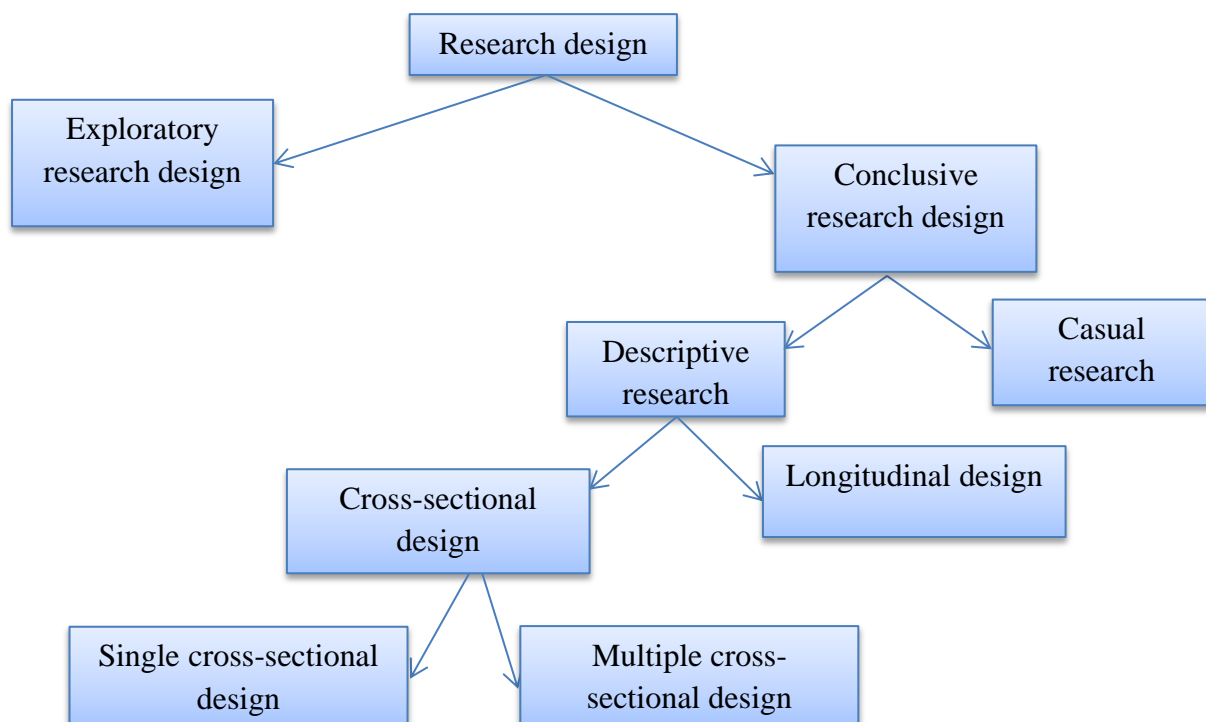 Research design
Exploratory
research design
Conclusive
research design
Descriptive
research
Casual
research
Cross-sectional
design
Longitudinal design
Single cross-sectional
design
Multiple cross-
sectional design